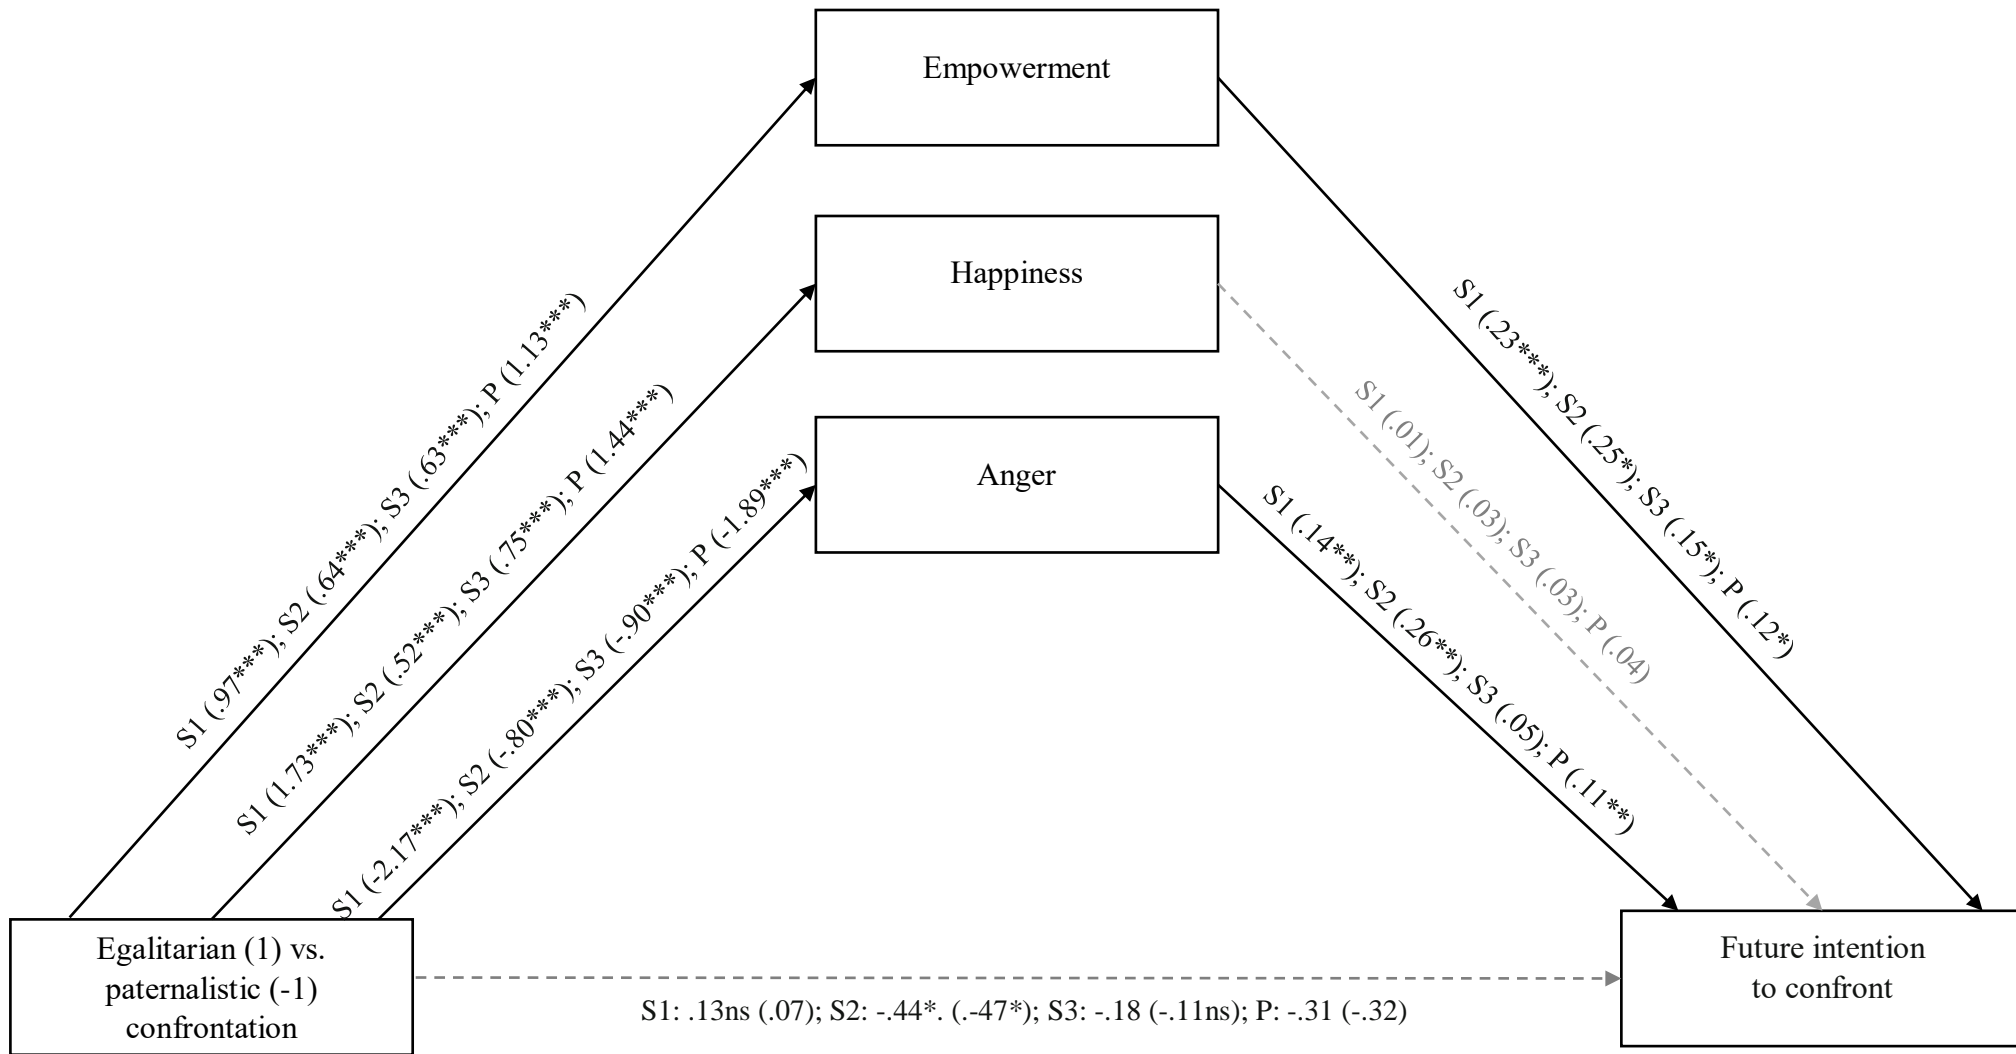 Empowerment
Happiness
Anger
S1 (.97***); S2 (.64***); S3 (.63***); P (1.13***)
S1 (1.73***); S2 (.52***); S3 (.75***); P (1.44***)
S1 (-2.17***); S2 (-.80***); S3 (-.90***); P (-1.89***)
S1 (.23***); S2 (.25*); S3 (.15*); P (.12*)
S1 (.01); S2 (.03); S3 (.03); P (.04)
S1 (.14**); S2 (.26**); S3 (.05); P (.11**)
Egalitarian (1) vs.
paternalistic (-1)
confrontation
S1: .13ns (.07); S2: -.44*. (.-47*); S3: -.18 (-.11ns); P: -.31 (-.32)
Future intention
to confront